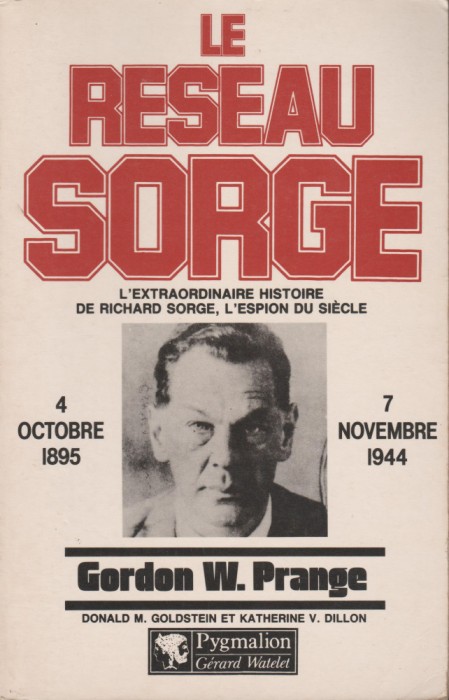 LE
RESEAU
SORGE
L'EXTRAORDINAIRE HISTOIRE
DE RICHARD SORGE, L'ESPION DU SIÈCLE
4
OCTOBRE
1895
7
NOVEMBRE
1944
Gordon W. Prange
DONALD M. GOLDSTEIN ET KATHERINE V. DILLON
Pygmalion
Gérard Watelet